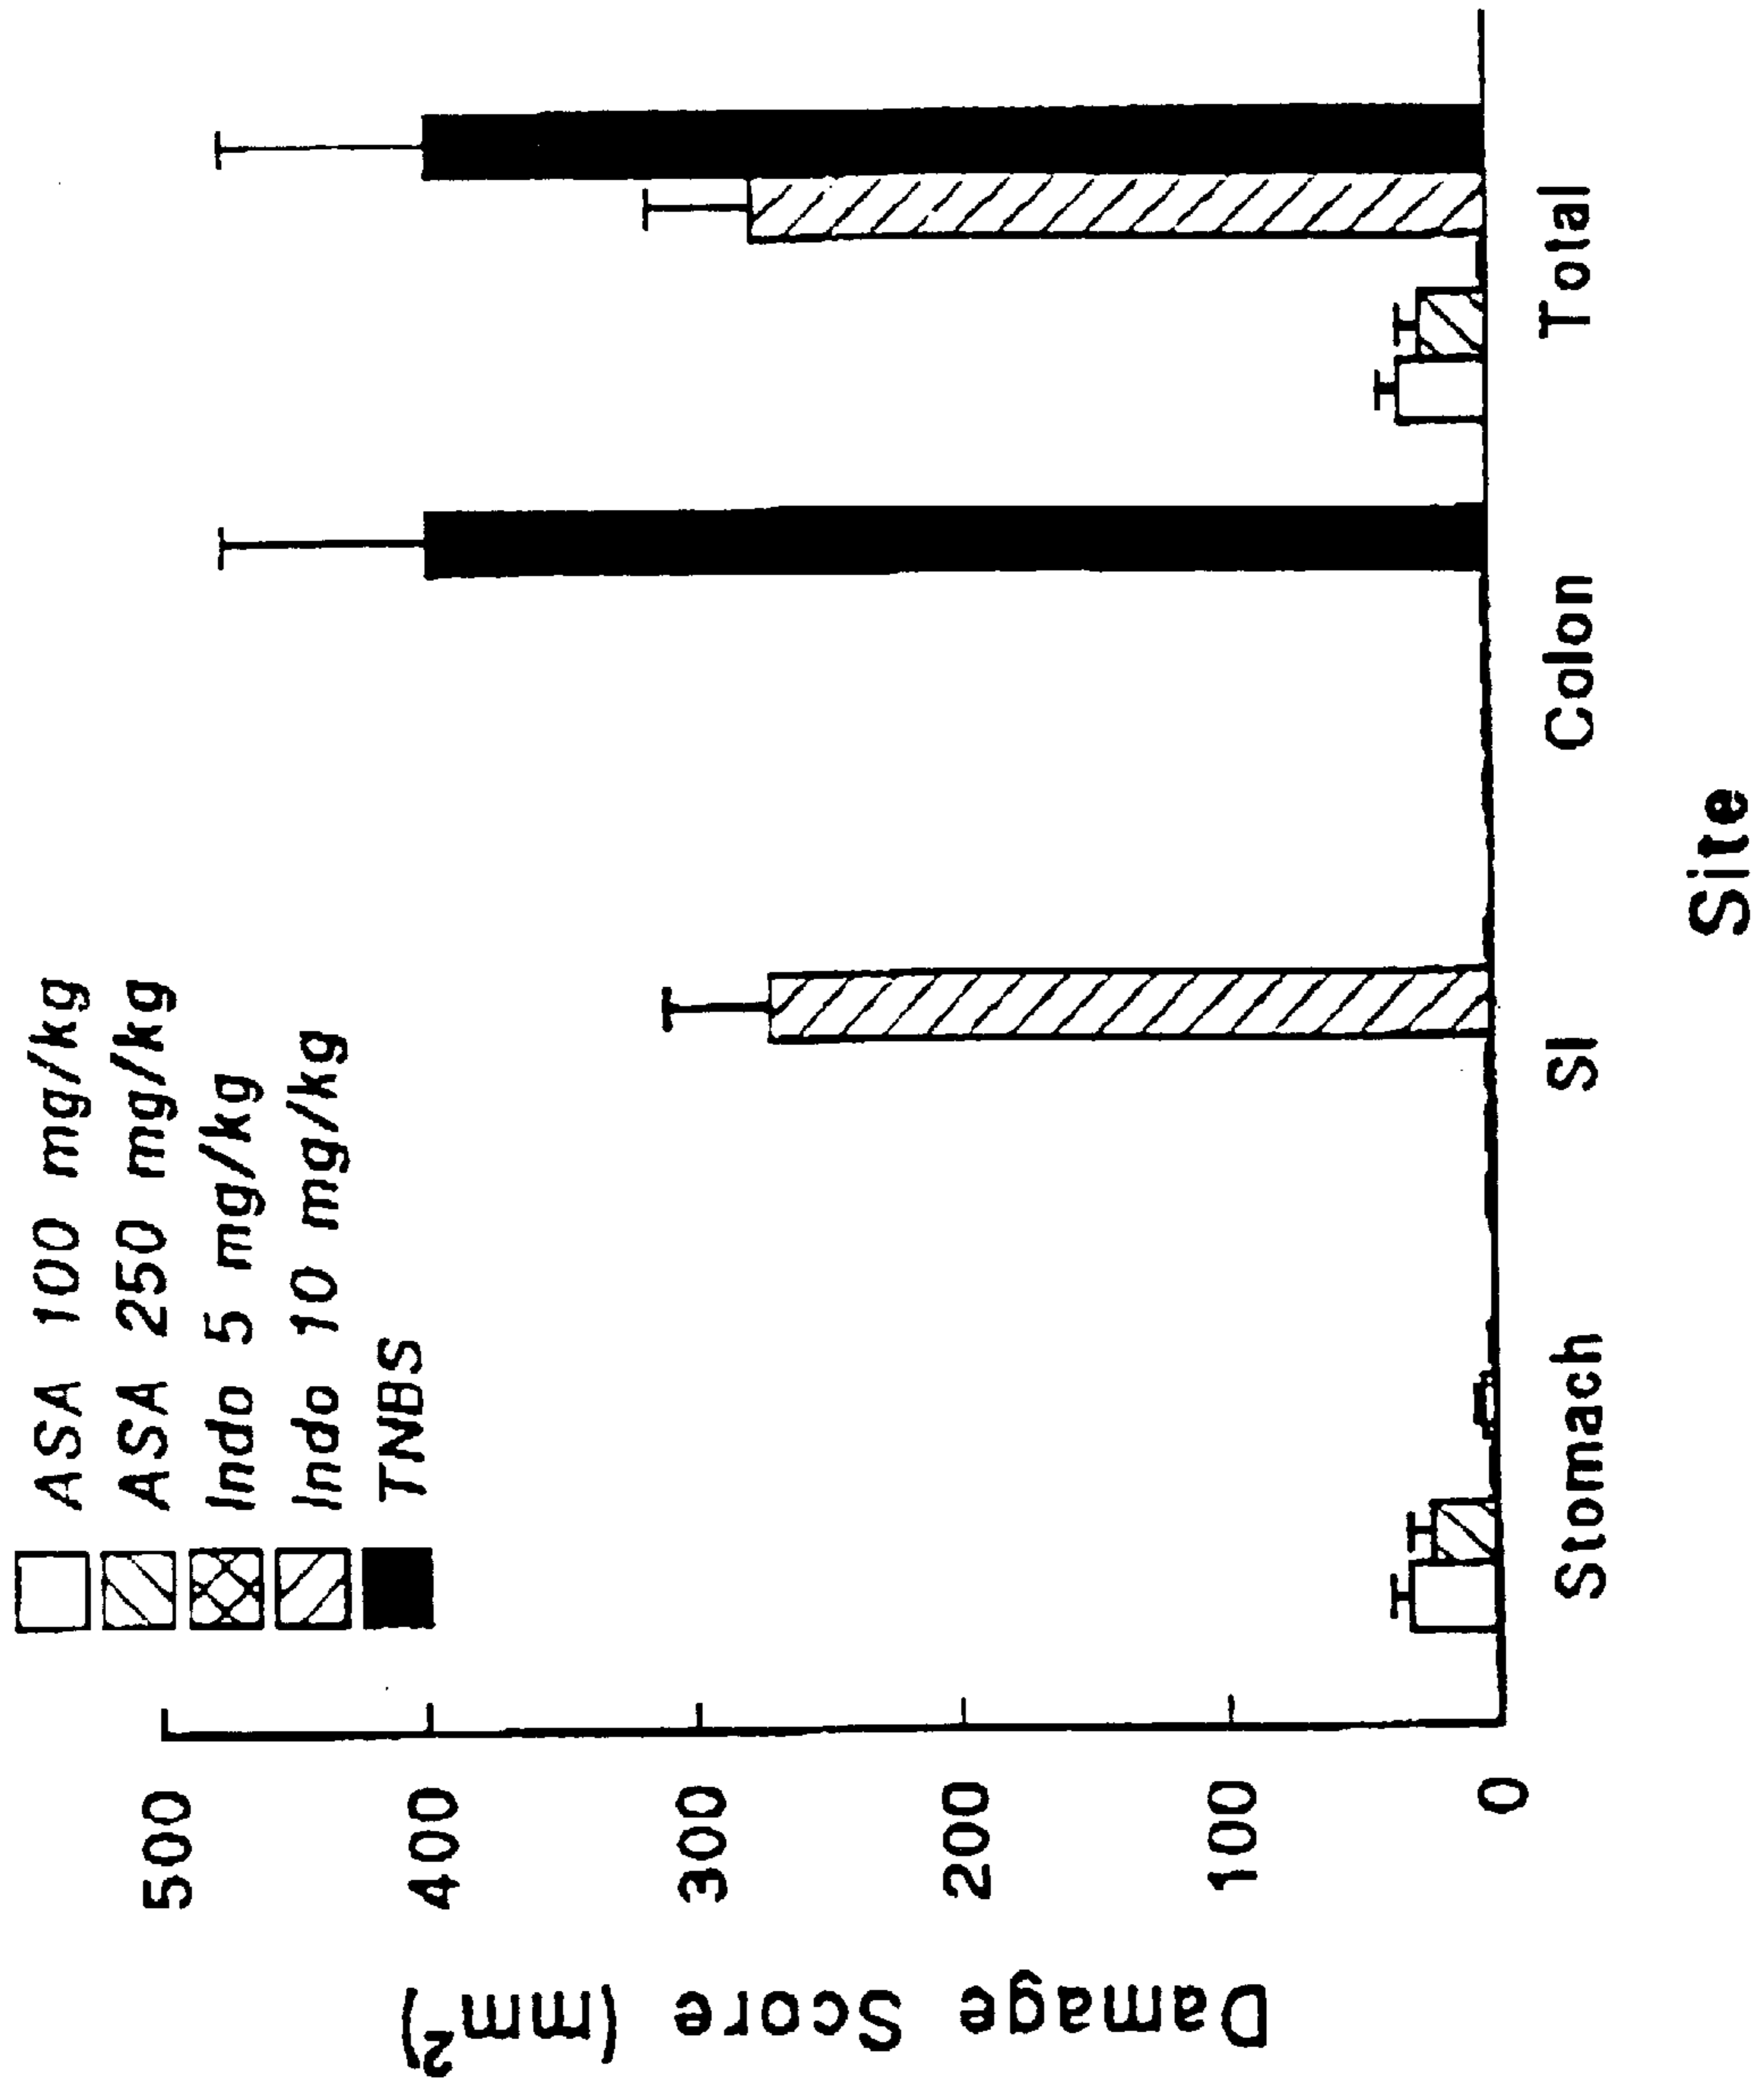 ASA 100 mg/kg
ASA 250 mg/kg
Indo 5 mg/kg
Indo 10 mg/kg
TNBS
Damage Score (mm²)
500
400
300
200
100
0
Stomach
SI
Colon
Total
Site